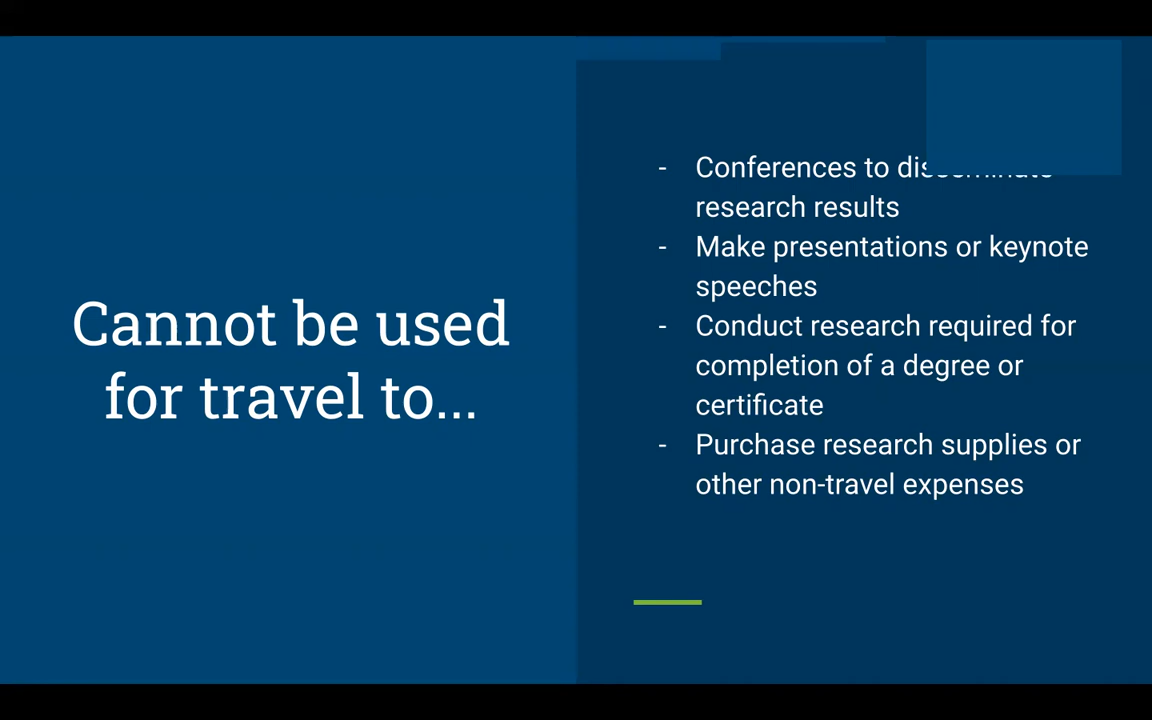 Cannot be used
for travel to...
- Conferences to disseminate
research results
- Make presentations or keynote
speeches
- Conduct research required for
completion of a degree or
certificate
- Purchase research supplies or
other non-travel expenses